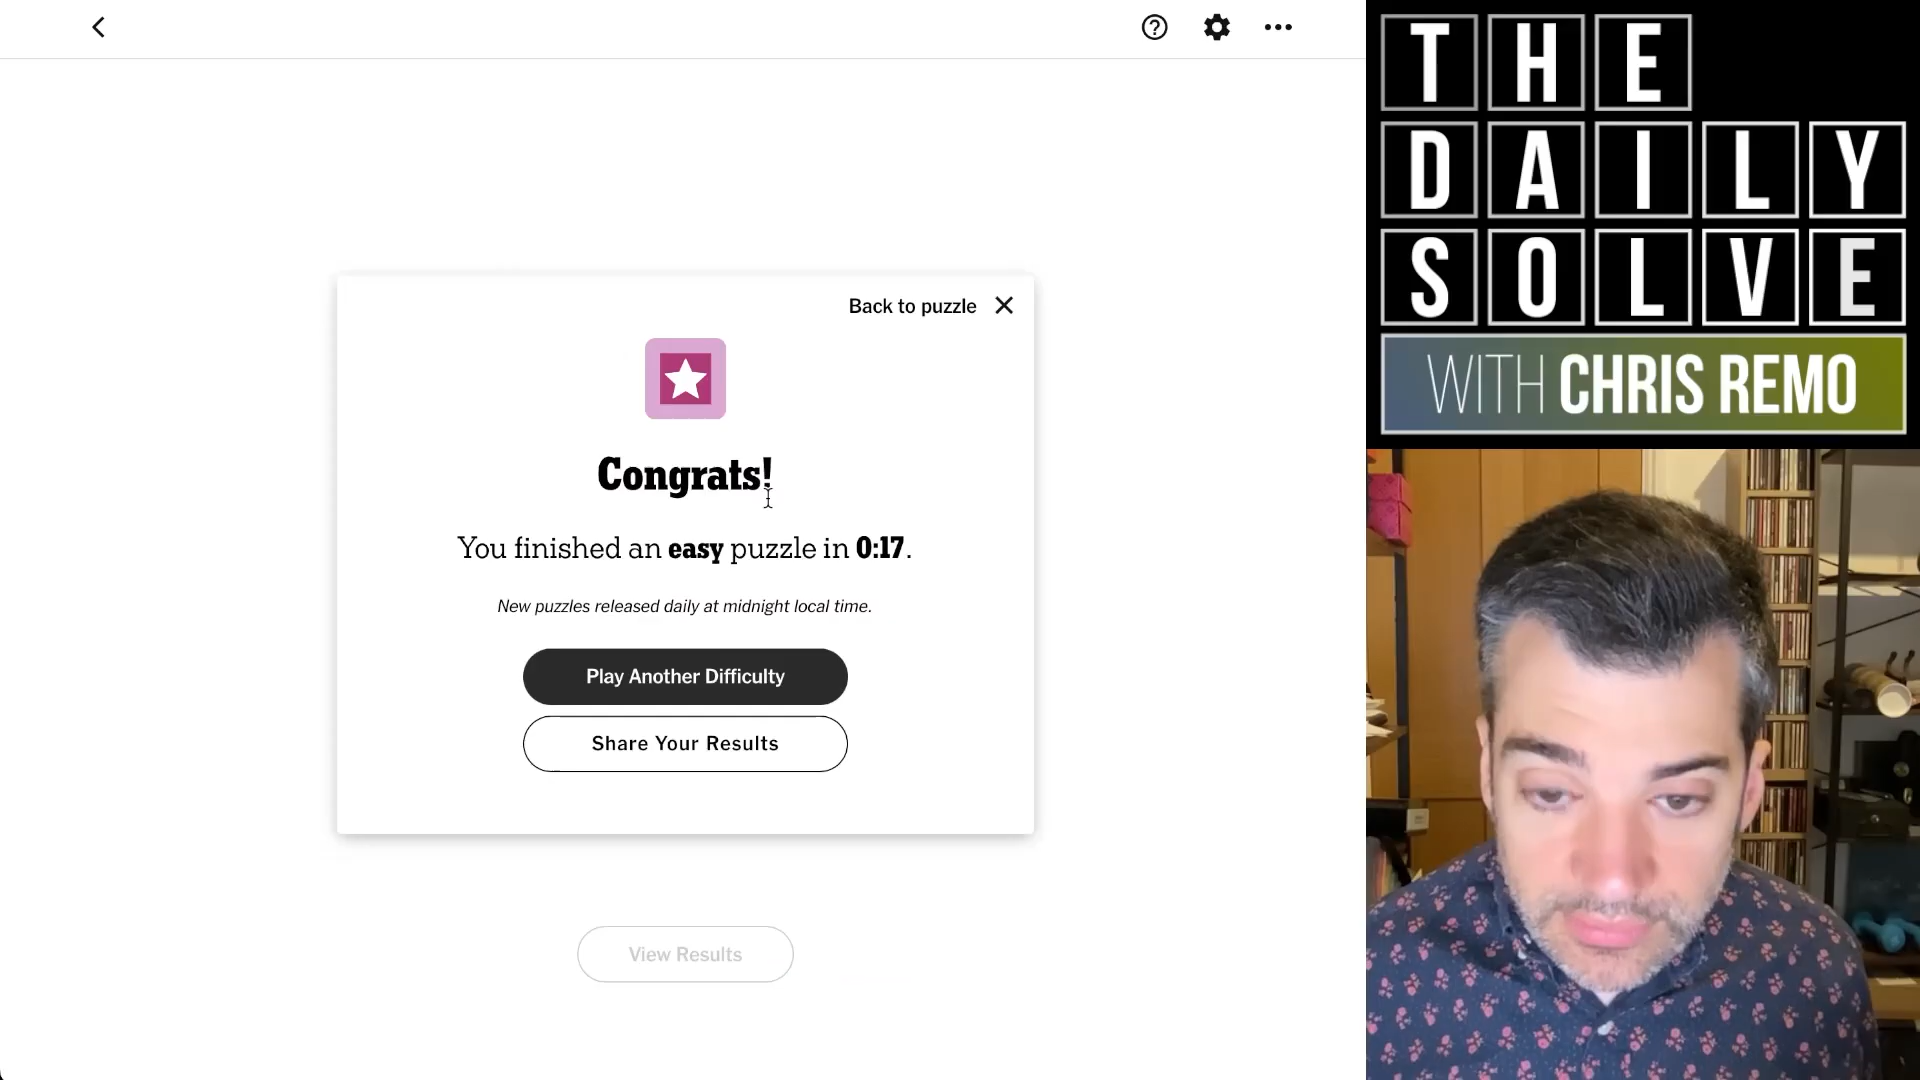 Back to puzzle
Congrats!
You finished an easy puzzle in 0:17.
New puzzles released daily at midnight local time.
Play Another Difficulty
Share Your Results
View Results
THE
DAILY
SOLVE
WITH CHRIS REMO